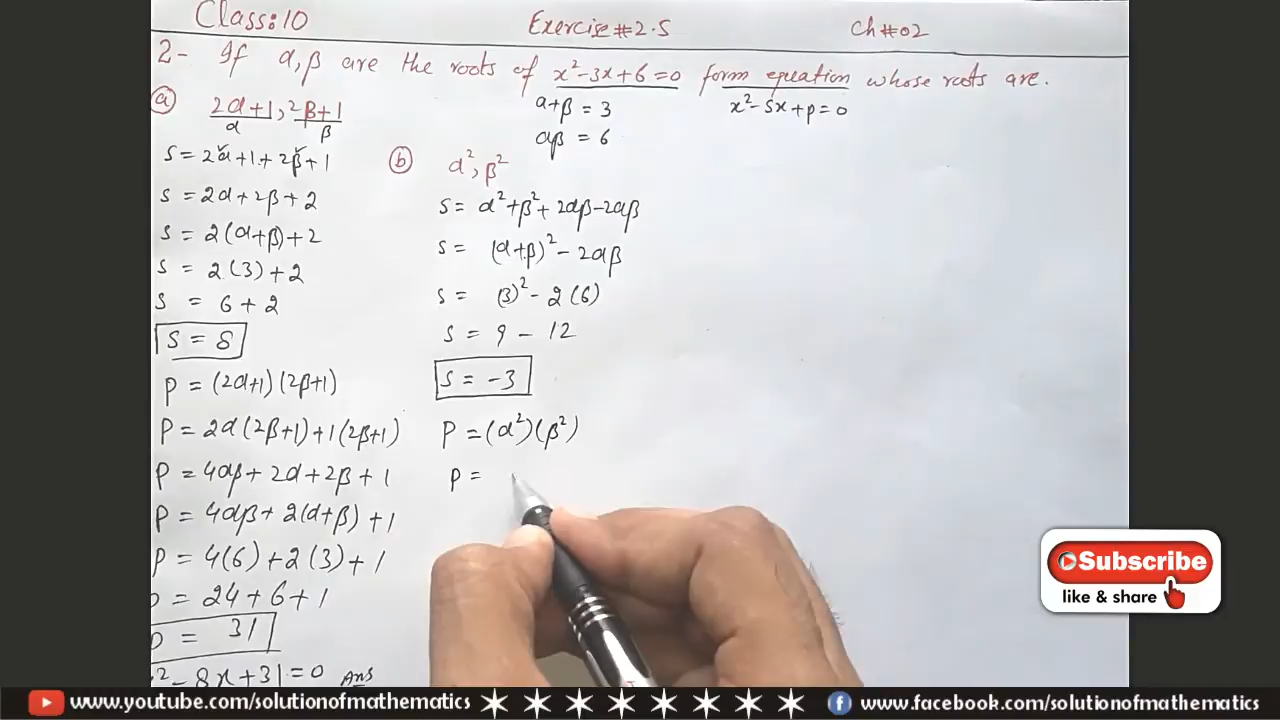 Class:10 Exercise#2.5 Ch#02
2- If α,β are the roots of x²-3x+6=0 form equation whose roots are.
α+β = 3
x²-Sx+P=0
αβ = 6
(a) 2α+1, 2β+1
α β
S = 2α+1+2β+1
S = 2α+2β+2
S = 2(α+β)+2
S = 2(3)+2
S = 6+2
S = 8
P = (2α+1)(2β+1)
P = 2α(2β+1)+1(2β+1)
P = 4αβ+2α+2β+1
P = 4αβ+2(α+β)+1
P = 4(6)+2(3)+1
= 24+6+1
= 31
² - 8x+31=0 Ans
(b) α², β²
S = α²+β²+2αβ-2αβ
S = (α+β)²-2αβ
S = (3)²-2(6)
S = 9-12
S = -3
P = (α²)(β²)
P =
Subscribe
like & share
www.youtube.com/solutionofmathematics www.facebook.com/solutionofmathematics